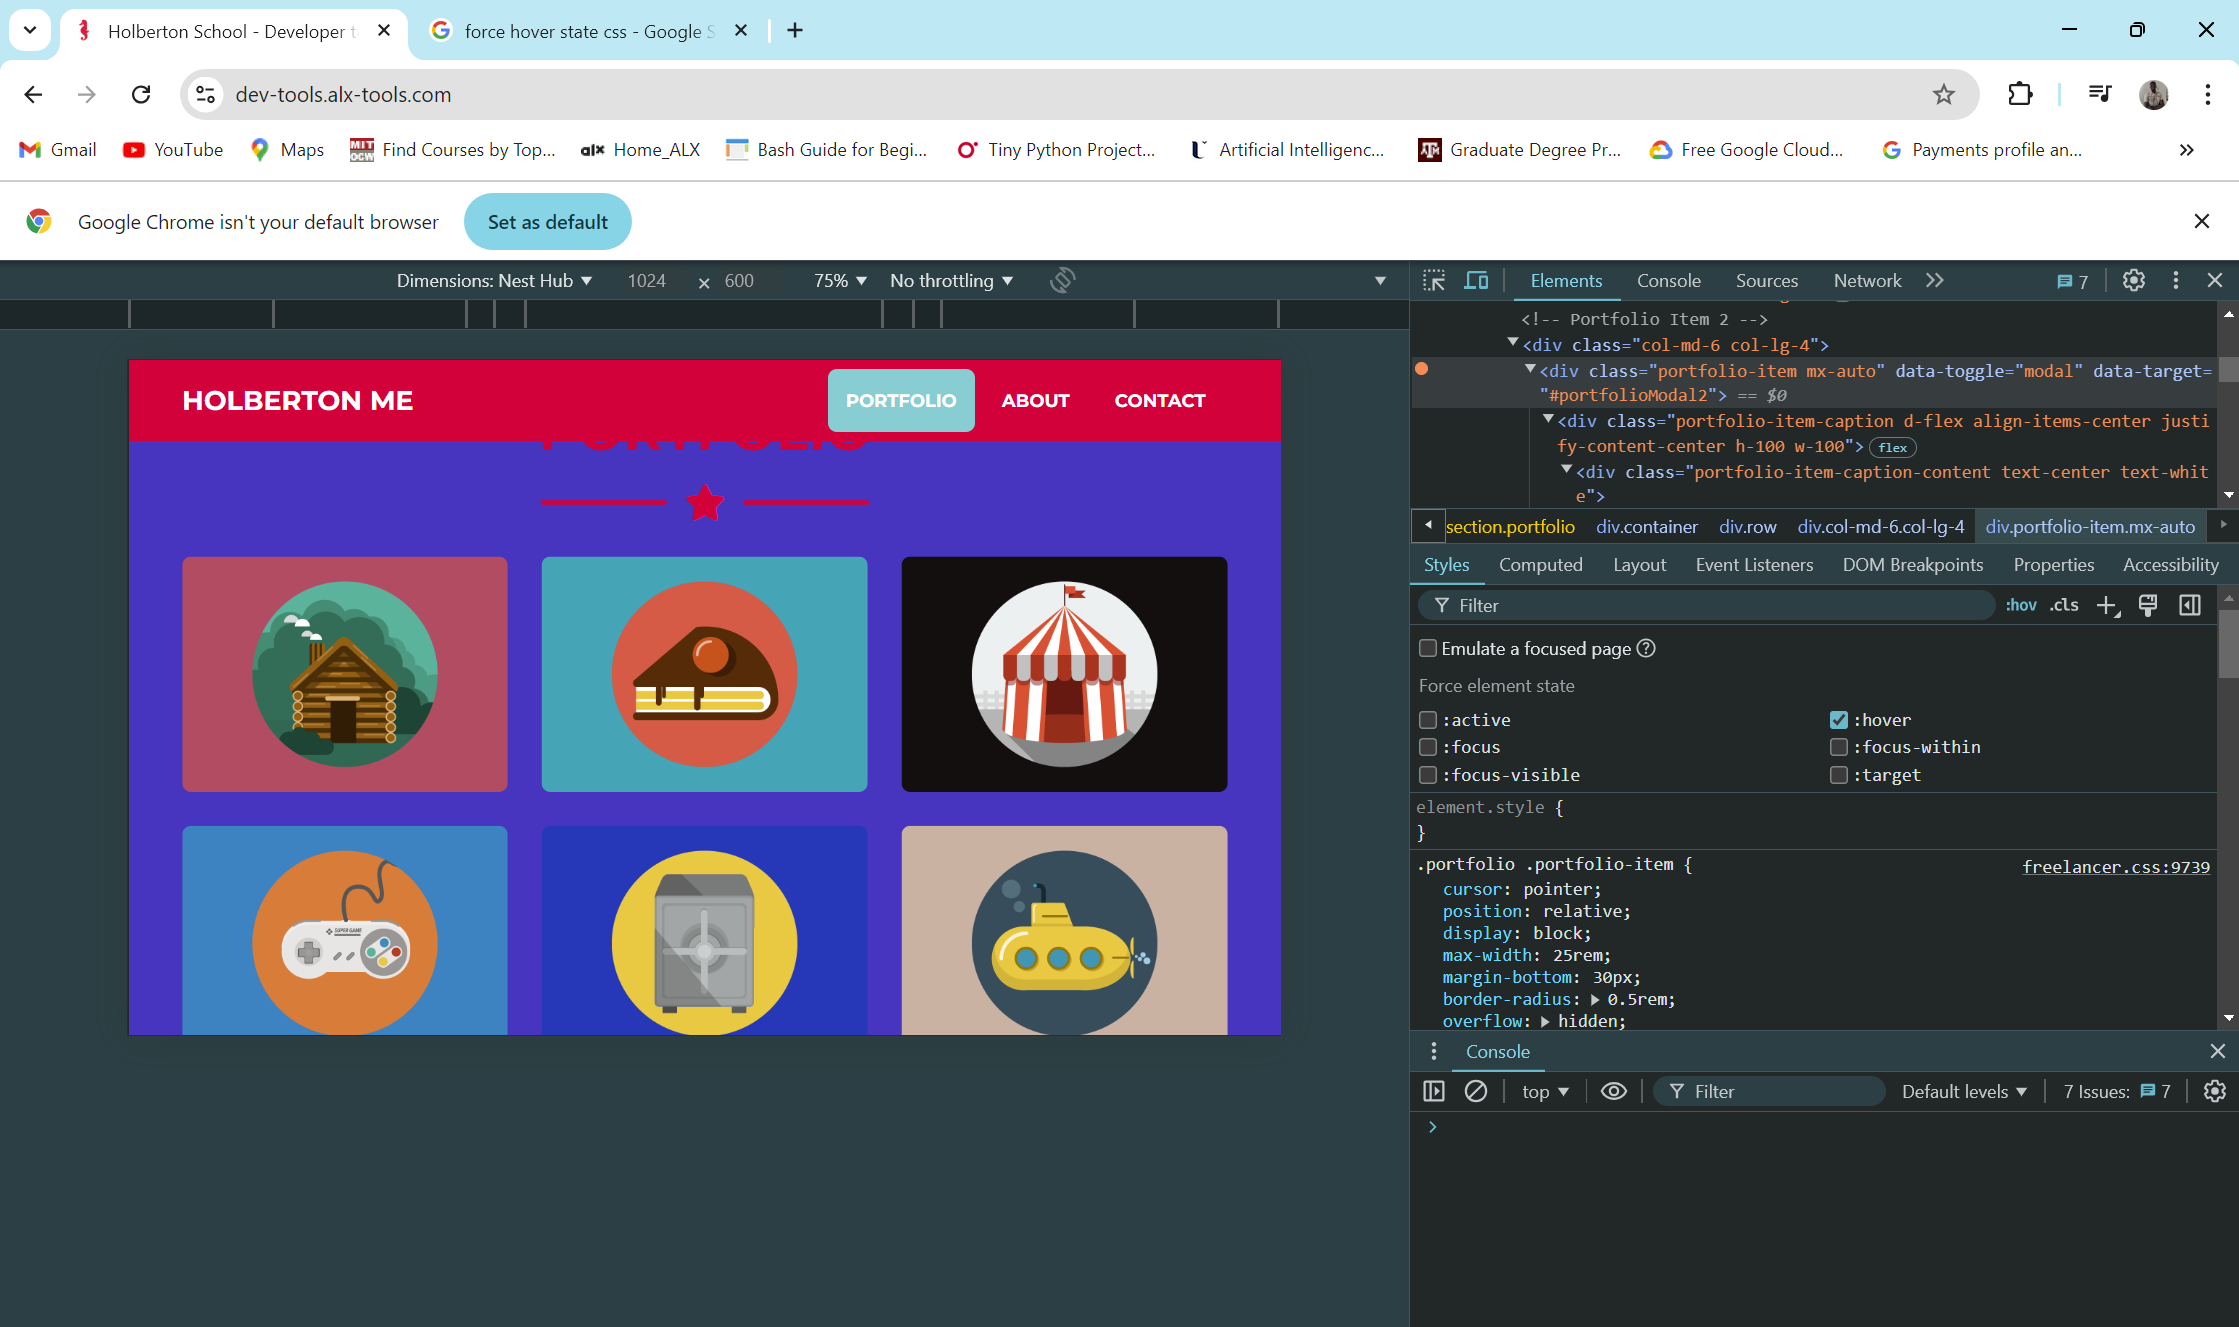 Holberton School - Developer t
force hover state css - Google S
dev-tools.alx-tools.com
Gmail
YouTube
Maps
MIT OCW
Find Courses by Top...
alx
Home_ALX
Bash Guide for Begi...
Tiny Python Project...
Artificial Intelligenc...
Graduate Degree Pr...
Free Google Cloud...
Payments profile an...
Google Chrome isn't your default browser
Set as default
Dimensions: Nest Hub
1024
× 600
75%
No throttling
HOLBERTON ME
PORTFOLIO
ABOUT
CONTACT
PORTFOLIO
SUPER GAME
Elements
Console
Sources
Network
7
<!-- Portfolio Item 2 -->
<div class="col-md-6 col-lg-4">
<div class="portfolio-item mx-auto" data-toggle="modal" data-target=
"#portfolioModal2"> == $0
<div class="portfolio-item-caption d-flex align-items-center justi
fy-content-center h-100 w-100"> flex
<div class="portfolio-item-caption-content text-center text-whit
e">
section.portfolio
div.container
div.row
div.col-md-6.col-lg-4
div.portfolio-item.mx-auto
Styles
Computed
Layout
Event Listeners
DOM Breakpoints
Properties
Accessibility
Filter
:hov
.cls
Emulate a focused page
Force element state
:active
:hover
:focus
:focus-within
:focus-visible
:target
element.style {
}
.portfolio .portfolio-item {
freelancer.css:9739
cursor: pointer;
position: relative;
display: block;
max-width: 25rem;
margin-bottom: 30px;
border-radius: 0.5rem;
overflow: hidden;
Console
top
Filter
Default levels
7 Issues:
7